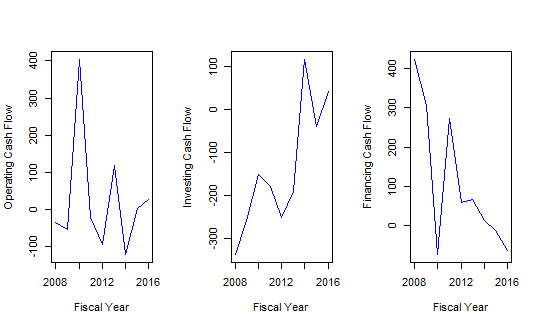 Operating Cash Flow
400
300
200
100
0
-100
2008 2012 2016
Fiscal Year
Investing Cash Flow
100
0
-100
-200
-300
2008 2012 2016
Fiscal Year
Financing Cash Flow
400
300
200
100
0
2008 2012 2016
Fiscal Year